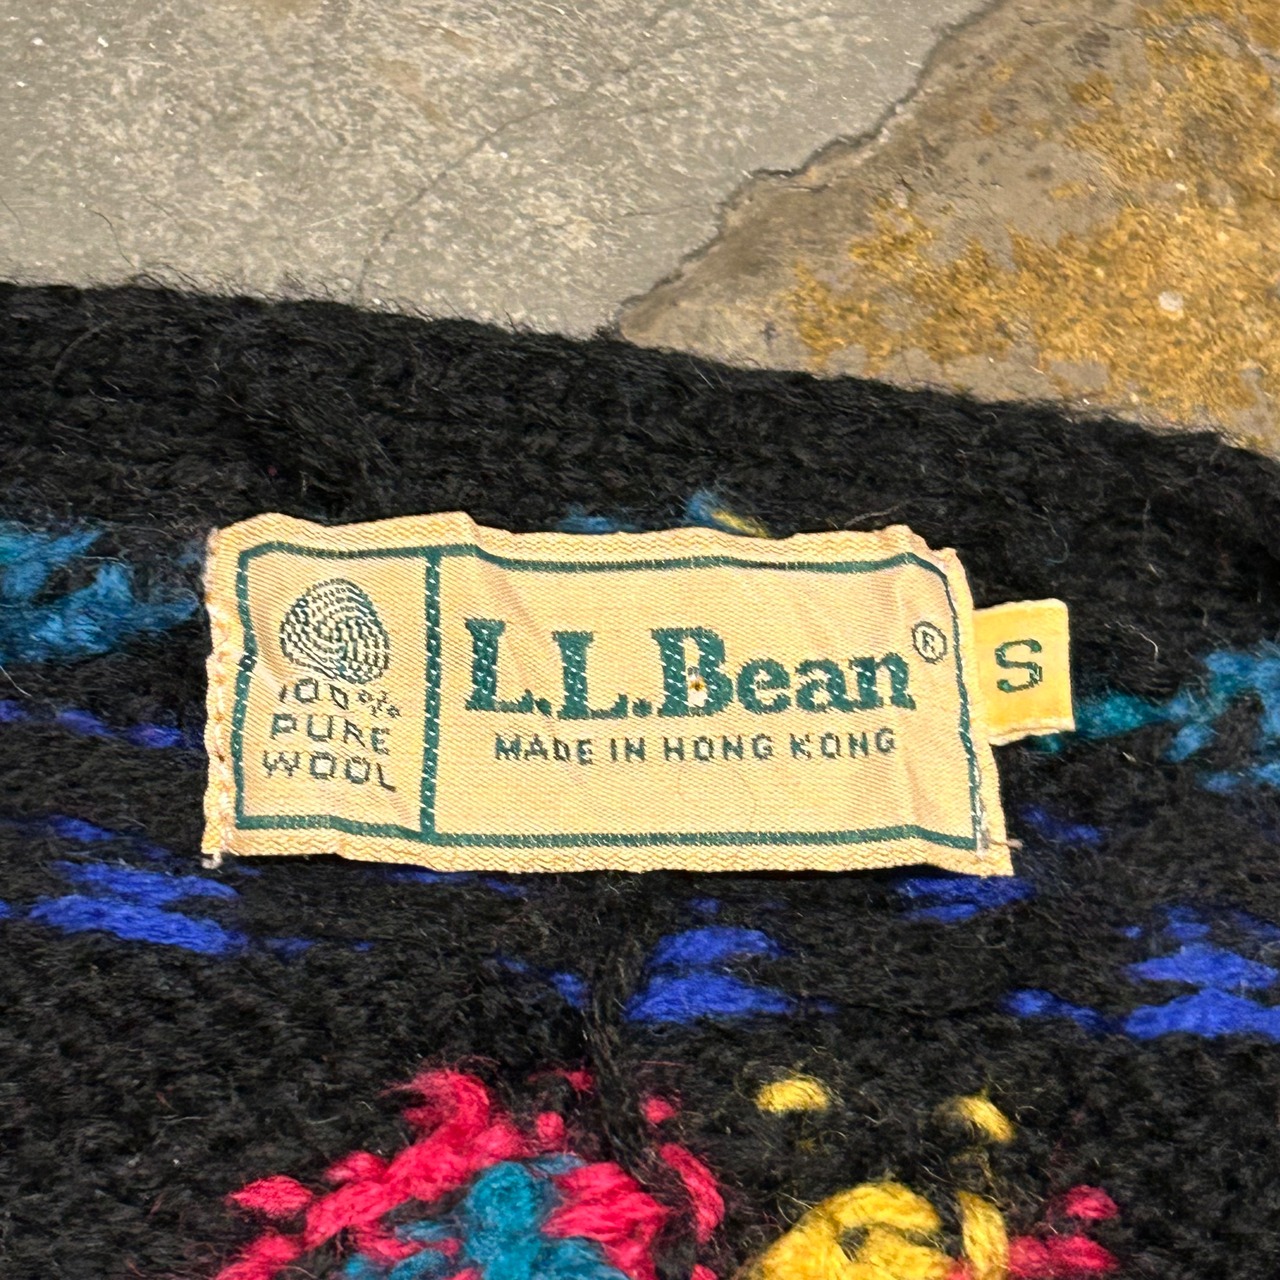 100%
PURE
WOOL
L.L.Bean®
MADE IN HONG KONG
S